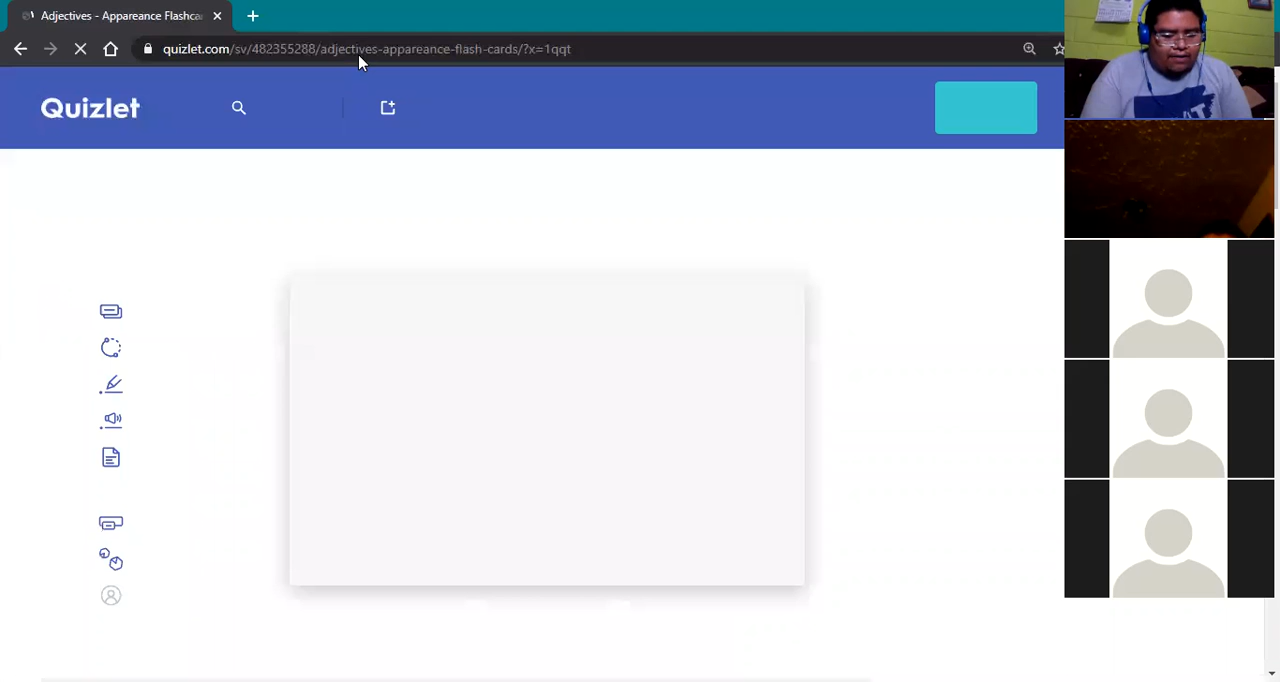 Adjectives - Appareance Flashca
quizlet.com/sv/482355288/adjectives-appareance-flash-cards/?x=1qqt
Quizlet